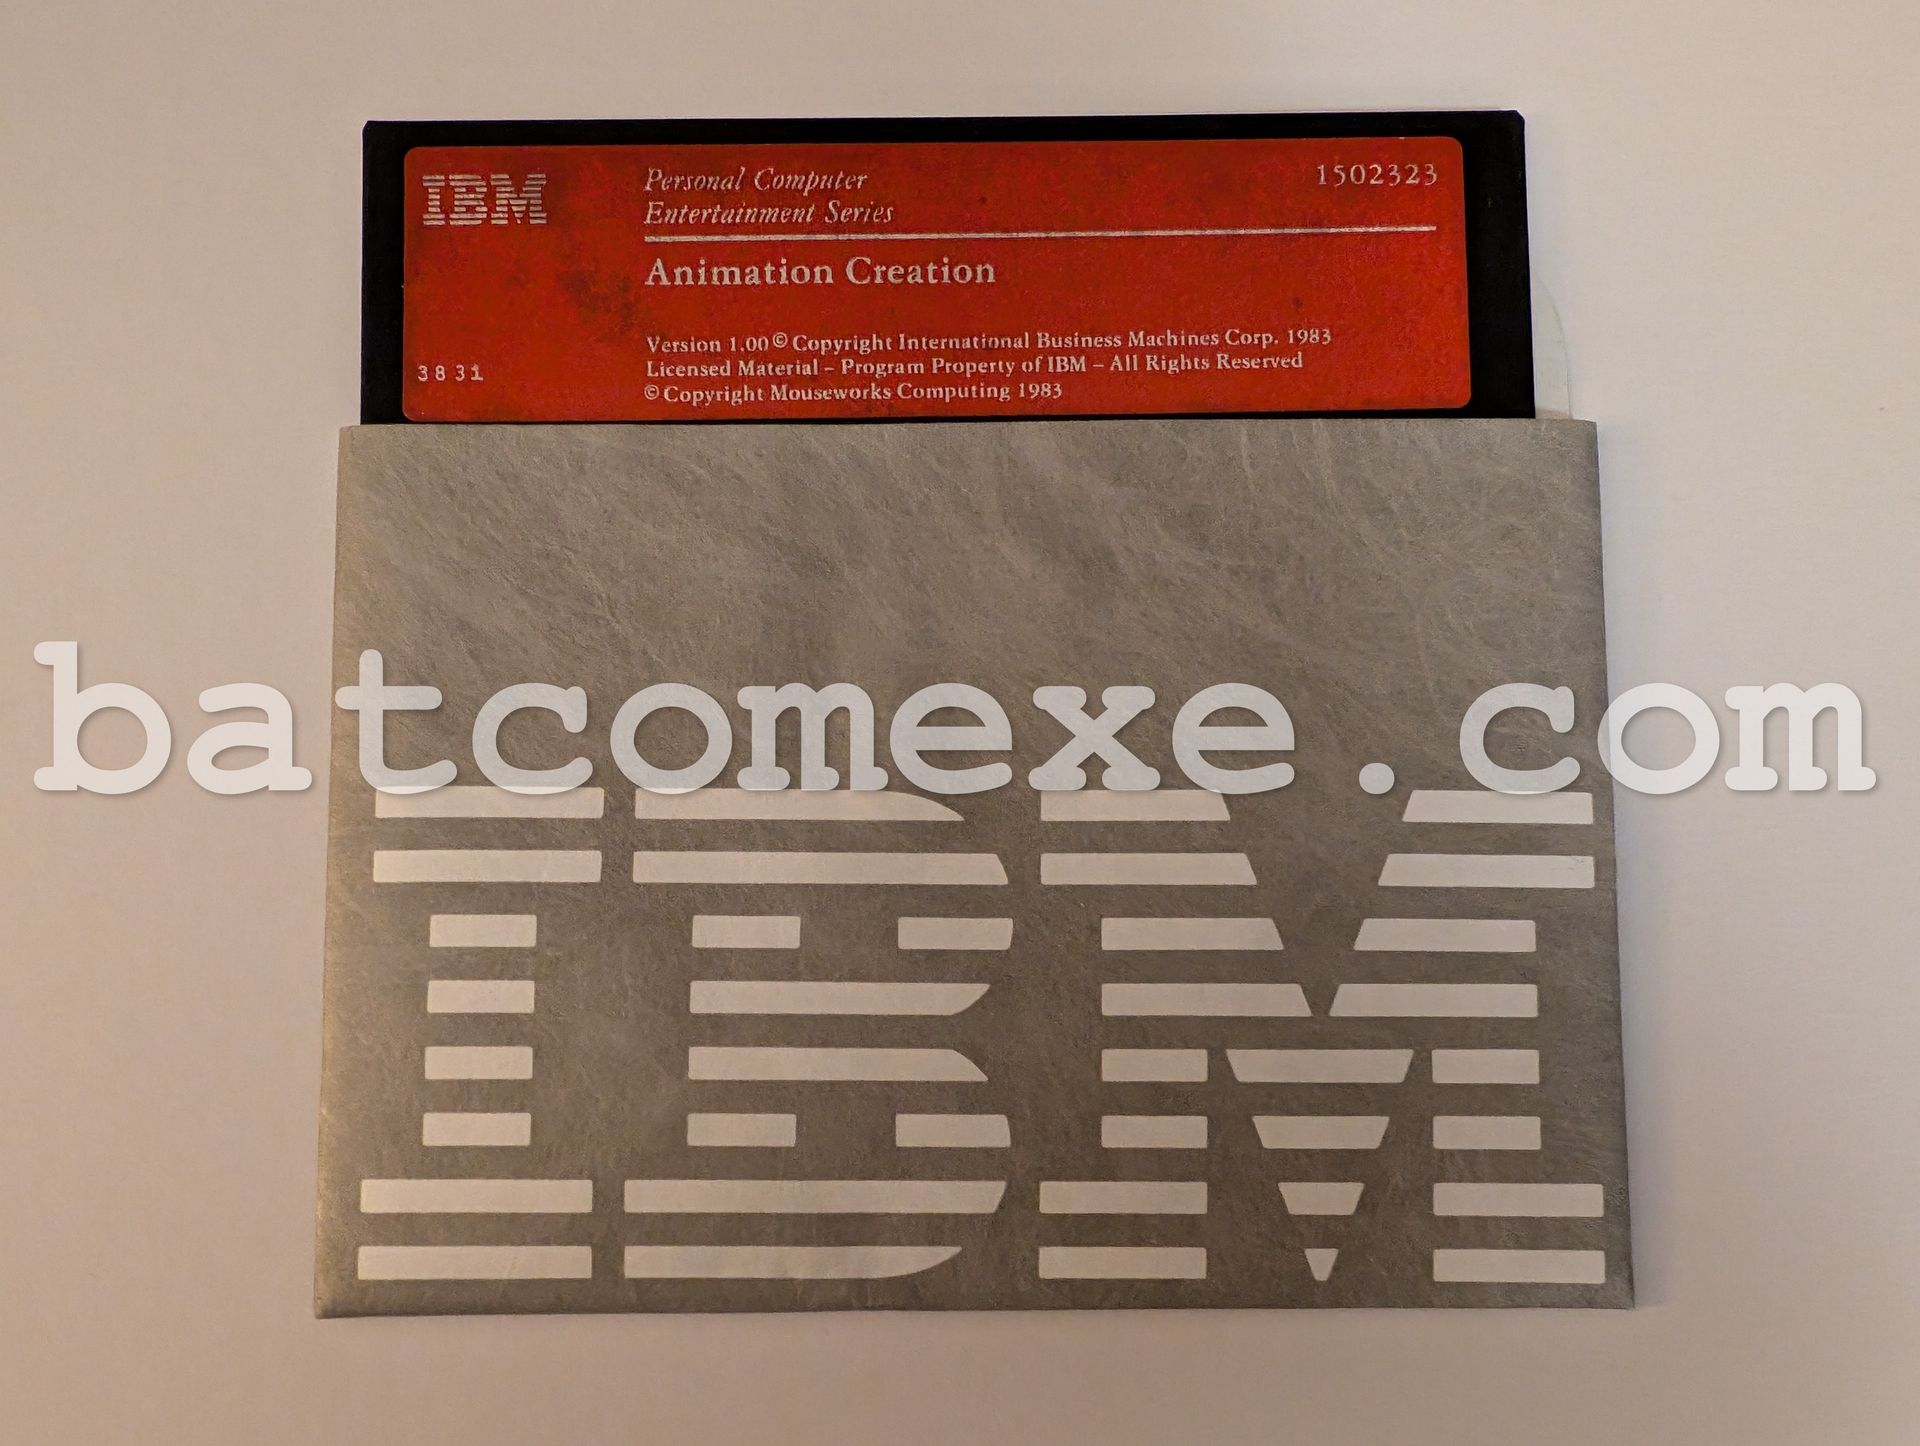 IBM
Personal Computer
Entertainment Series
1502323
Animation Creation
Version 1.00 © Copyright International Business Machines Corp. 1983
Licensed Material – Program Property of IBM – All Rights Reserved
© Copyright Mouseworks Computing 1983
3831
batcomexe.com
IBM